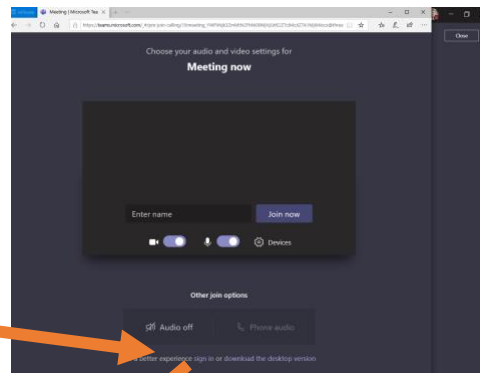 Meeting | Microsoft Tea
Close
Choose your audio and video settings for
Meeting now
Enter name
Join now
Devices
Other join options
Audio off
Phone audio
better experience sign in or download the desktop version